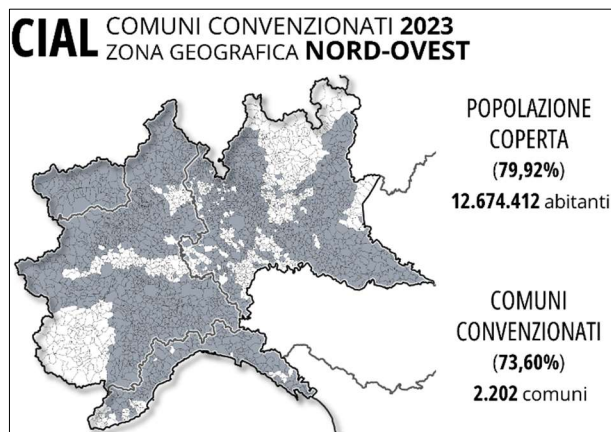 CIAL COMUNI CONVENZIONATI 2023
ZONA GEOGRAFICA NORD-OVEST
POPOLAZIONE
COPERTA
(79,92%)
12.674.412 abitanti
COMUNI
CONVENZIONATI
(73,60%)
2.202 comuni